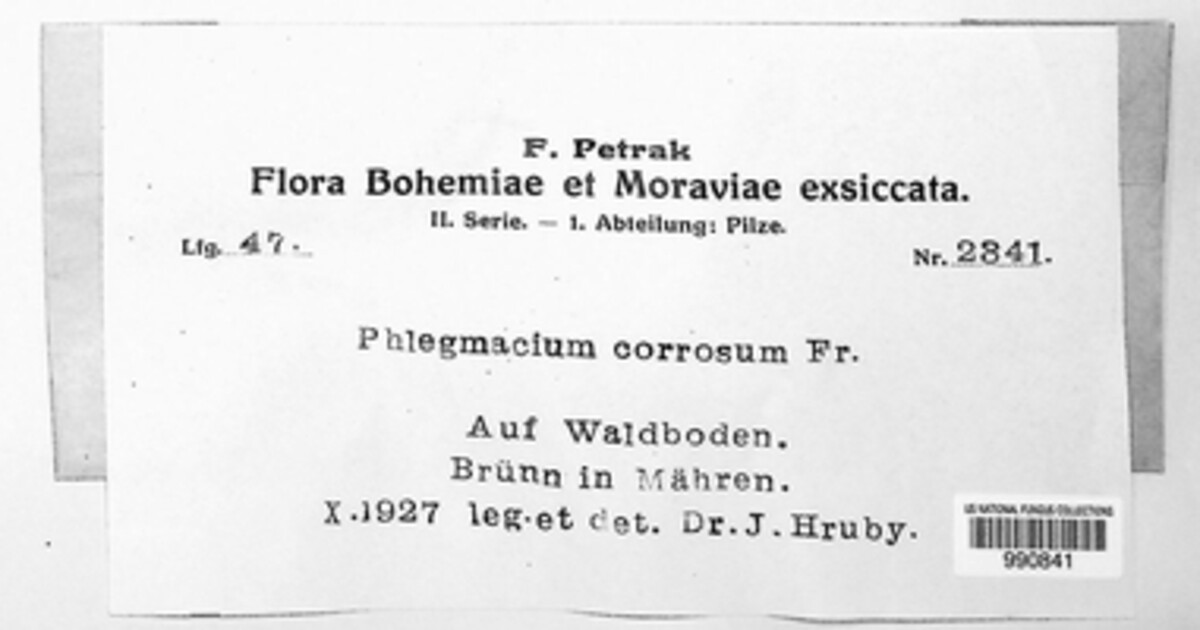 F. Petrak
Flora Bohemiae et Moraviae exsiccata.
II. Serie. — 1. Abteilung: Pilze.
Lfg. 47.
Nr. 2341.
Phlegmacium corrosum Fr.
Auf Waldboden.
Brünn in Mähren.
X.1927 leg.et det. Dr.J.Hruby.
US NATIONAL FUNGUS COLLECTIONS
990841